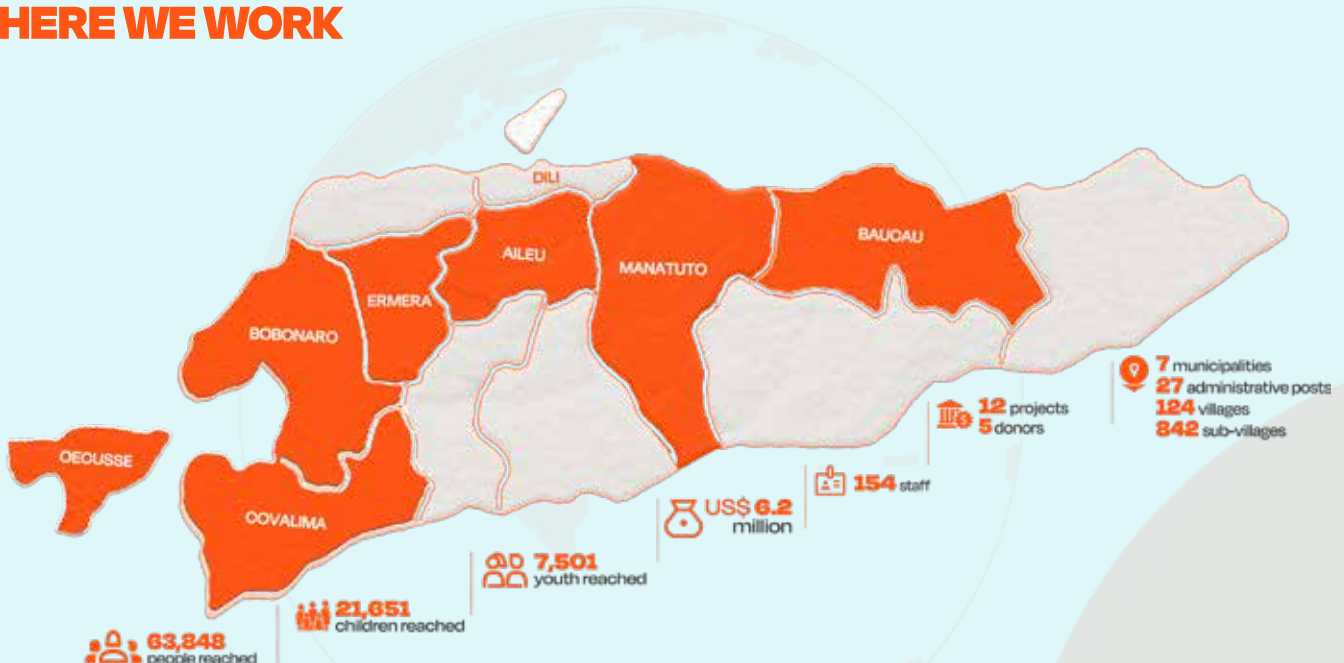 HERE WE WORK
DILI
AILEU
MANATUTO
BAUCAU
ERMERA
BOBONARO
OECUSSE
COVALIMA
7 municipalities
27 administrative posts
124 villages
842 sub-villages
12 projects
5 donors
154 staff
US$ 6.2
million
7,501
youth reached
21,651
children reached
63,848
people reached